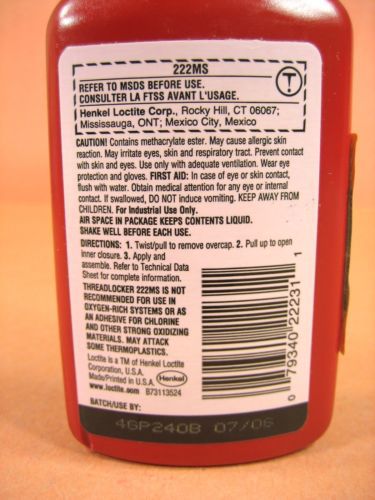 222MS
REFER TO MSDS BEFORE USE.
CONSULTER LA FTSS AVANT L'USAGE.
T
Henkel Loctite Corp., Rocky Hill, CT 06067;
Mississauga, ONT; Mexico City, Mexico
CAUTION! Contains methacrylate ester. May cause allergic skin
reaction. May irritate eyes, skin and respiratory tract. Prevent contact
with skin and eyes. Use only with adequate ventilation. Wear eye
protection and gloves. FIRST AID: In case of eye or skin contact,
flush with water. Obtain medical attention for any eye or internal
contact. If swallowed, DO NOT induce vomiting. KEEP AWAY FROM
CHILDREN. For Industrial Use Only.
AIR SPACE IN PACKAGE KEEPS CONTENTS LIQUID.
SHAKE WELL BEFORE EACH USE.
DIRECTIONS: 1. Twist/pull to remove overcap. 2. Pull up to open
inner closure. 3. Apply and
assemble. Refer to Technical Data
Sheet for complete information.
THREADLOCKER 222MS IS NOT
RECOMMENDED FOR USE IN
OXYGEN-RICH SYSTEMS OR AS
AN ADHESIVE FOR CHLORINE
AND OTHER STRONG OXIDIZING
MATERIALS. MAY ATTACK
SOME THERMOPLASTICS.
Loctite is a TM of Henkel Loctite
Corporation, U.S.A.
Made/Printed in U.S.A.
www.loctite.com B73113524
Henkel
0 79340 22231 1
BATCH/USE BY:
4GP240B 07/06